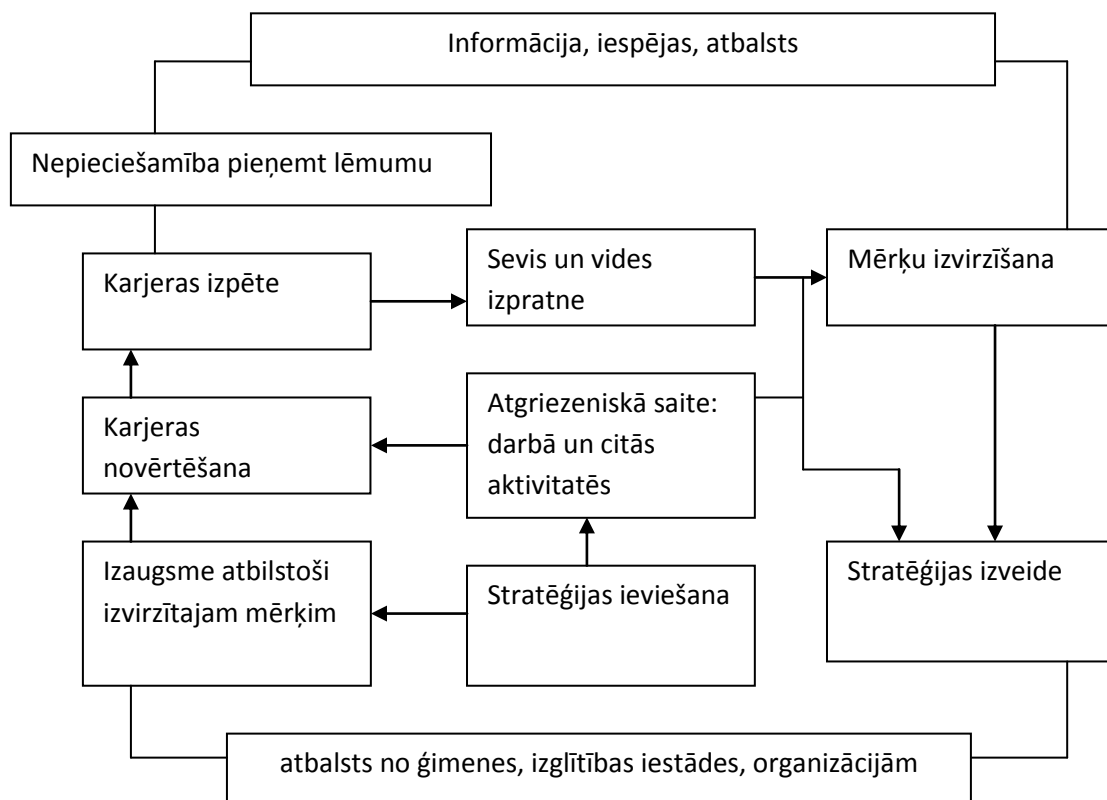 Informācija, iespējas, atbalsts
Nepieciešamība pieņemt lēmumu
Karjeras izpēte
Sevis un vides
izpratne
Mērķu izvirzīšana
Karjeras
novērtēšana
Atgriezeniskā saite:
darbā un citās
aktivitatēs
Izaugsme atbilstoši
izvirzītajam mērķim
Stratēģijas ieviešana
Stratēģijas izveide
atbalsts no ģimenes, izglītības iestādes, organizācijām